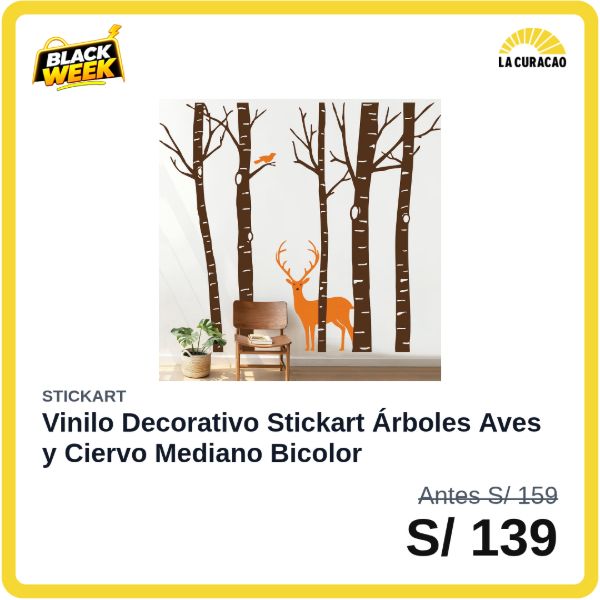 BLACK
WEEK
LA CURACAO
STICKART
Vinilo Decorativo Stickart Árboles Aves
y Ciervo Mediano Bicolor
Antes S/ 159
S/ 139